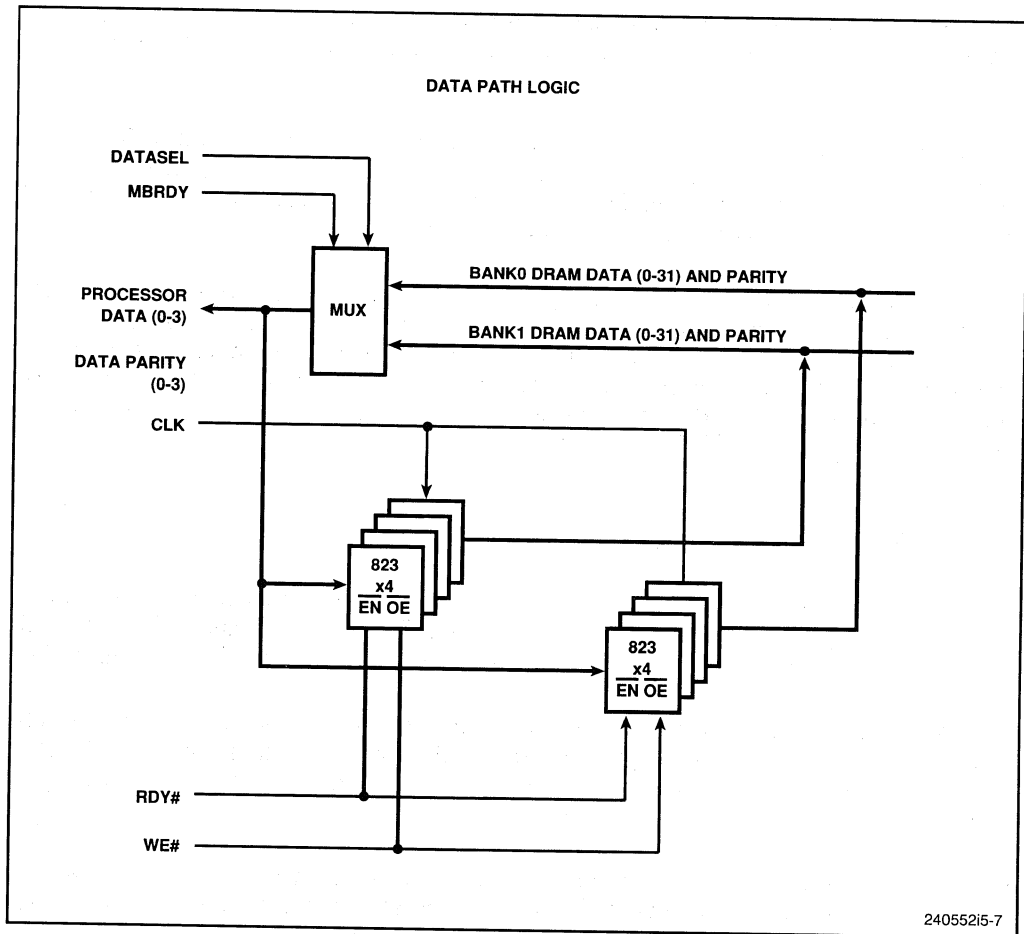 DATA PATH LOGIC
DATASEL
MBRDY
PROCESSOR
DATA (0-3)
DATA PARITY
(0-3)
MUX
BANK0 DRAM DATA (0-31) AND PARITY
BANK1 DRAM DATA (0-31) AND PARITY
CLK
823
x4
EN OE
823
x4
EN OE
RDY#
WE#
240552i5-7